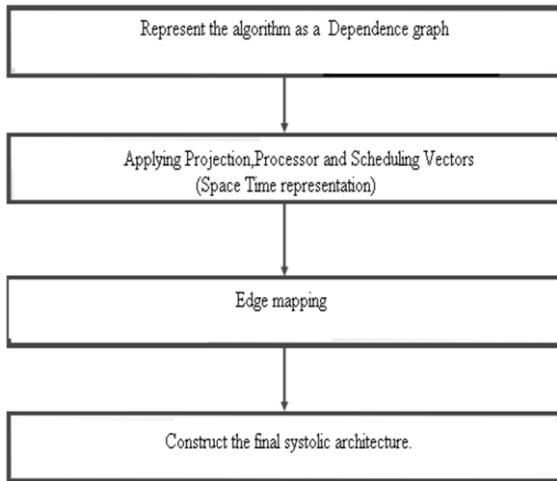 Represent the algorithm as a Dependence graph
Applying Projection,Processor and Scheduling Vectors
(Space Time representation)
Edge mapping
Construct the final systolic architecture.